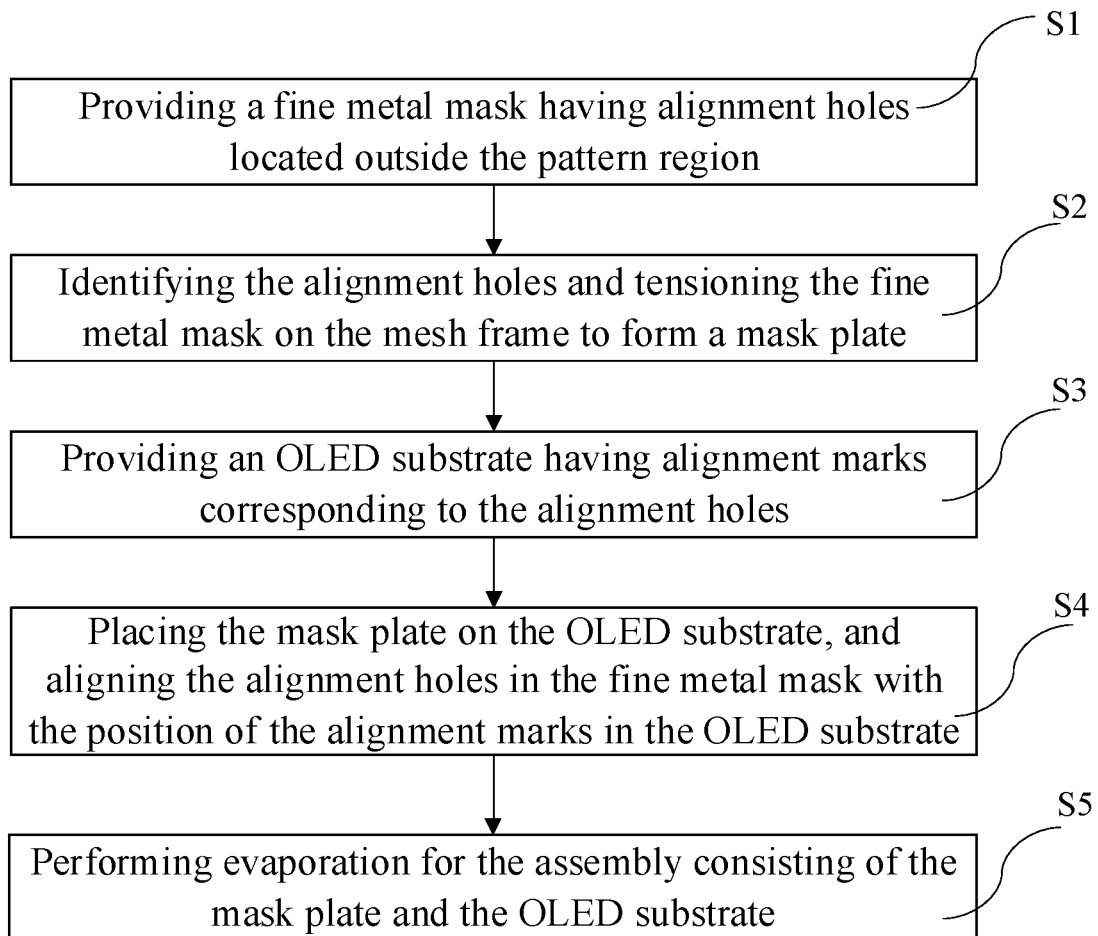 S1
Providing a fine metal mask having alignment holes
located outside the pattern region
S2
Identifying the alignment holes and tensioning the fine
metal mask on the mesh frame to form a mask plate
S3
Providing an OLED substrate having alignment marks
corresponding to the alignment holes
S4
Placing the mask plate on the OLED substrate, and
aligning the alignment holes in the fine metal mask with
the position of the alignment marks in the OLED substrate
S5
Performing evaporation for the assembly consisting of the
mask plate and the OLED substrate